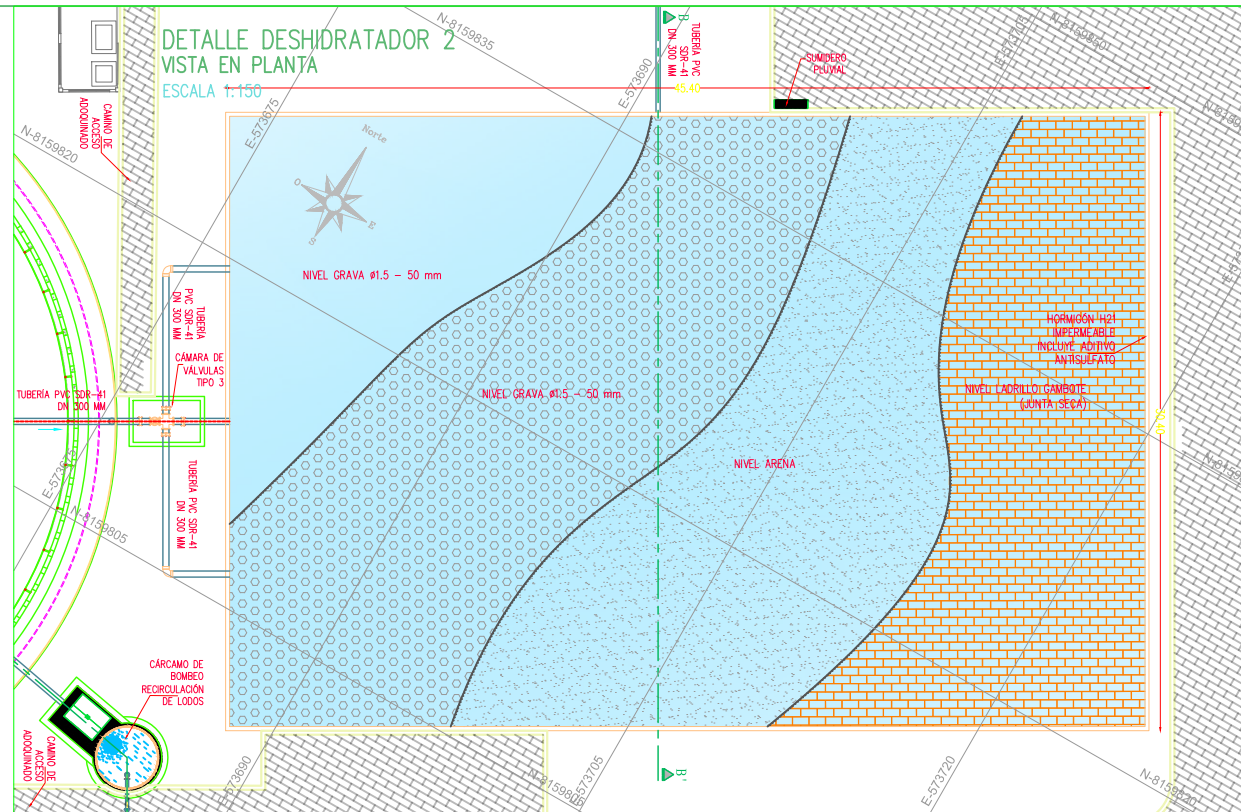 DETALLE DESHIDRATADOR 2
VISTA EN PLANTA
ESCALA 1:150
N-8159835
E-573690
B
TUBERÍA PVC
SDR-41
DN 300 MM
45.40
SUMIDERO
PLUVIAL
E-573705
N-8159850
CAMINO DE
ACCESO
ADOQUINADO
N-8159820
E-573675
Norte
O
E
S
NIVEL GRAVA ø1.5 - 50 mm
TUBERÍA
PVC SDR-41
DN 300 MM
CÁMARA DE
VÁLVULAS
TIPO 3
TUBERÍA PVC SDR-41
DN 300 MM
NIVEL GRAVA ø1.5 - 50 mm
HORMIGÓN H21
IMPERMEABLE
INCLUYE ADITIVO
ANTISULFATO
NIVEL LADRILLO GAMBOTE
(JUNTA SECA)
NIVEL ARENA
E-573675
TUBERÍA PVC SDR-41
DN 300 MM
N-8159805
CÁRCAMO DE
BOMBEO
RECIRCULACIÓN
DE LODOS
CAMINO DE
ACCESO
ADOQUINADO
E-573690
N-8159805
E-573705
B'
E-573720
N-8159820